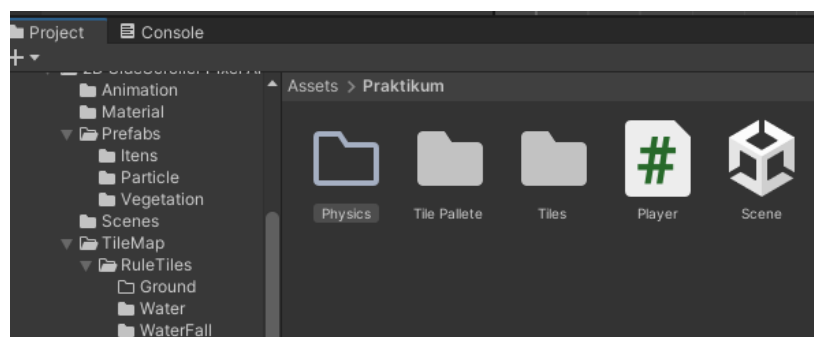 Project
Console
Animation
Material
Prefabs
Itens
Particle
Vegetation
Scenes
TileMap
RuleTiles
Ground
Water
WaterFall
Assets > Praktikum
Physics
Tile Pallete
Tiles
Player
Scene